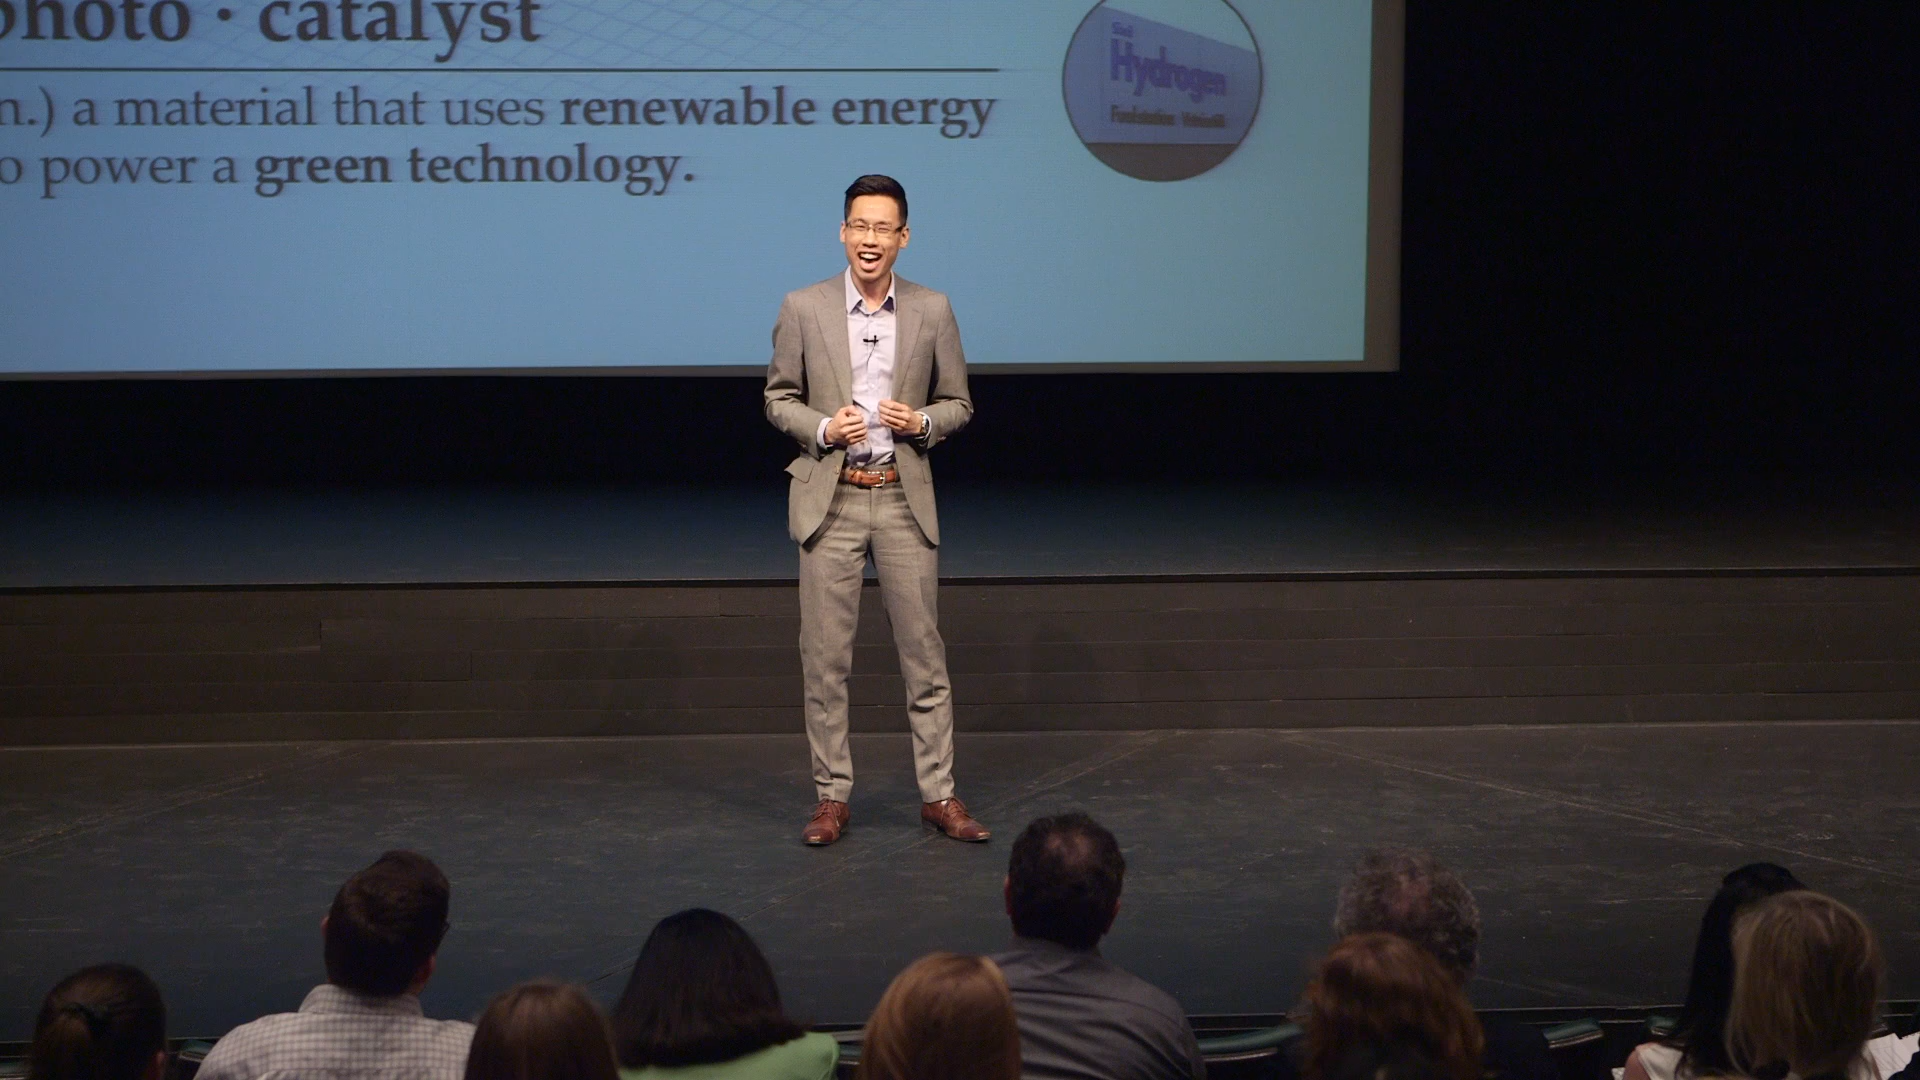 photo · catalyst
n.) a material that uses renewable energy
o power a green technology.
Hydrogen